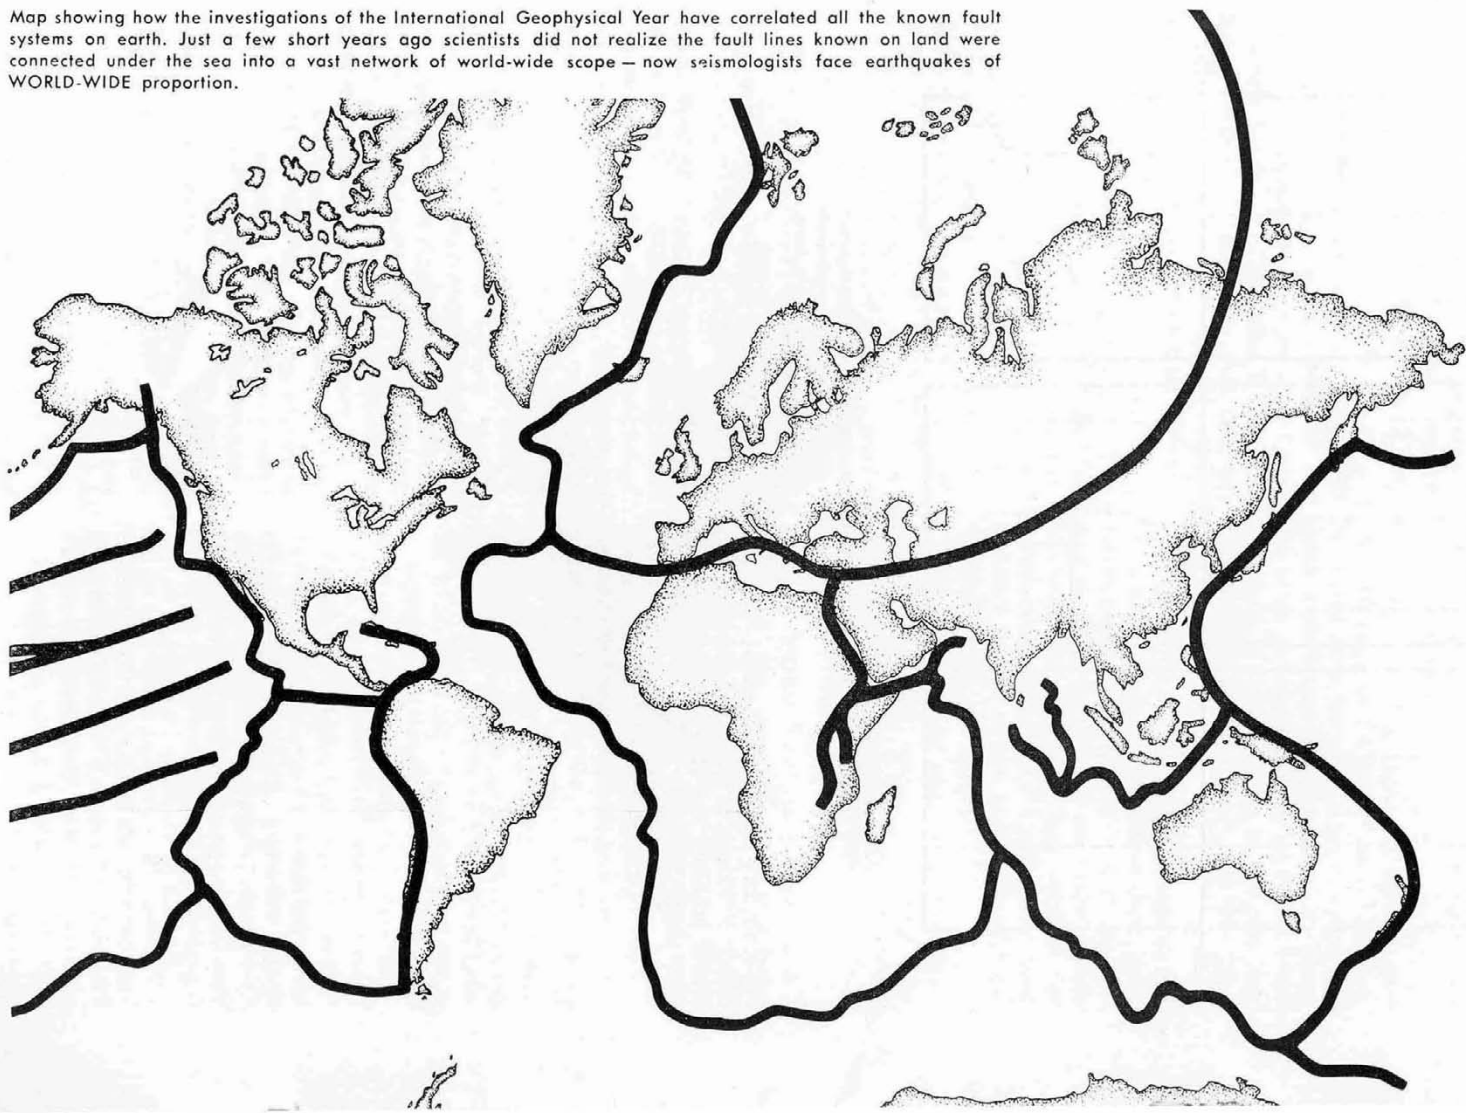 Map showing how the investigations of the International Geophysical Year have correlated all the known fault
systems on earth. Just a few short years ago scientists did not realize the fault lines known on land were
connected under the sea into a vast network of world-wide scope — now seismologists face earthquakes of
WORLD-WIDE proportion.